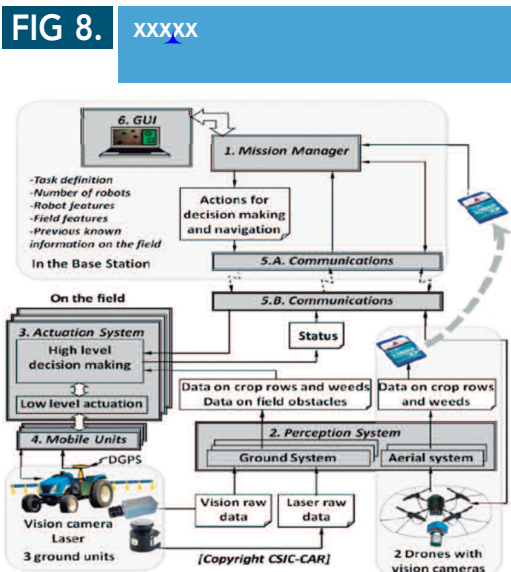 FIG 8.
xxxxx
6. GUI
1. Mission Manager
-Task definition
-Number of robots
-Robot features
-Field features
-Previous known
information on the field
In the Base Station
Actions for
decision making
and navigation
5.A. Communications
5.B. Communications
On the field
3. Actuation System
High level
decision making
Low level actuation
4. Mobile Units
Status
Data on crop rows and weeds
Data on field obstacles
Data on crop rows
and weeds
2. Perception System
Ground System
Aerial system
DGPS
Vision camera
Laser
3 ground units
Vision raw
data
Laser raw
data
[Copyright CSIC-CAR]
2 Drones with
vision cameras